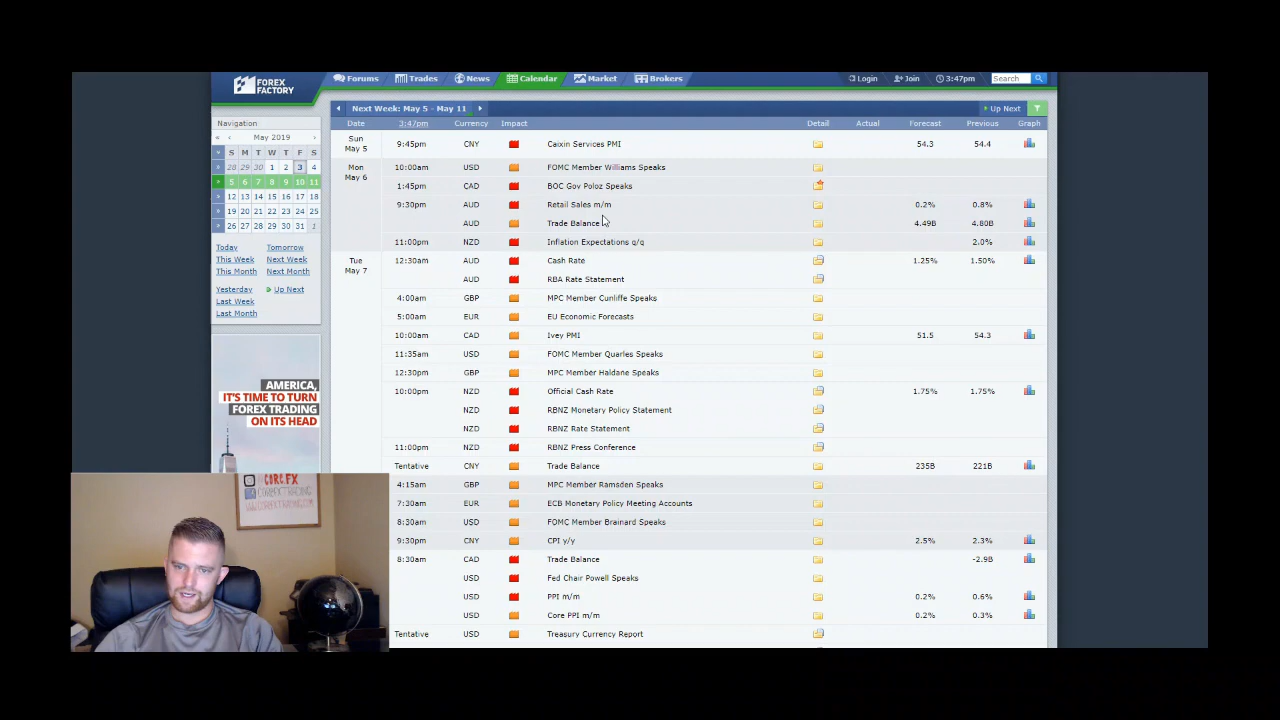 FOREX FACTORY
Forums Trades News Calendar Market Brokers Login Join 3:47pm Search
Navigation
« ‹ May 2019 ›
S M T W T F S
28 29 30 1 2 3 4
5 6 7 8 9 10 11
12 13 14 15 16 17 18
19 20 21 22 23 24 25
26 27 28 29 30 31 1
Today Tomorrow
This Week Next Week
This Month Next Month
Yesterday Up Next
Last Week
Last Month
AMERICA,
IT'S TIME TO TURN
FOREX TRADING
ON ITS HEAD
Next Week: May 5 - May 11 Up Next
Date 3:47pm Currency Impact Detail Actual Forecast Previous Graph
Sun May 5 9:45pm CNY Caixin Services PMI 54.3 54.4
Mon May 6 10:00am USD FOMC Member Williams Speaks
1:45pm CAD BOC Gov Poloz Speaks
9:30pm AUD Retail Sales m/m 0.2% 0.8%
AUD Trade Balance 4.49B 4.80B
11:00pm NZD Inflation Expectations q/q 2.0%
Tue May 7 12:30am AUD Cash Rate 1.25% 1.50%
AUD RBA Rate Statement
4:00am GBP MPC Member Cunliffe Speaks
5:00am EUR EU Economic Forecasts
10:00am CAD Ivey PMI 51.5 54.3
11:35am USD FOMC Member Quarles Speaks
12:30pm GBP MPC Member Haldane Speaks
10:00pm NZD Official Cash Rate 1.75% 1.75%
NZD RBNZ Monetary Policy Statement
NZD RBNZ Rate Statement
11:00pm NZD RBNZ Press Conference
Tentative CNY Trade Balance 235B 221B
4:15am GBP MPC Member Ramsden Speaks
7:30am EUR ECB Monetary Policy Meeting Accounts
8:30am USD FOMC Member Brainard Speaks
9:30pm CNY CPI y/y 2.5% 2.3%
8:30am CAD Trade Balance -2.9B
USD Fed Chair Powell Speaks
USD PPI m/m 0.2% 0.6%
USD Core PPI m/m 0.2% 0.3%
Tentative USD Treasury Currency Report
CORE FX
COREFXTRADING